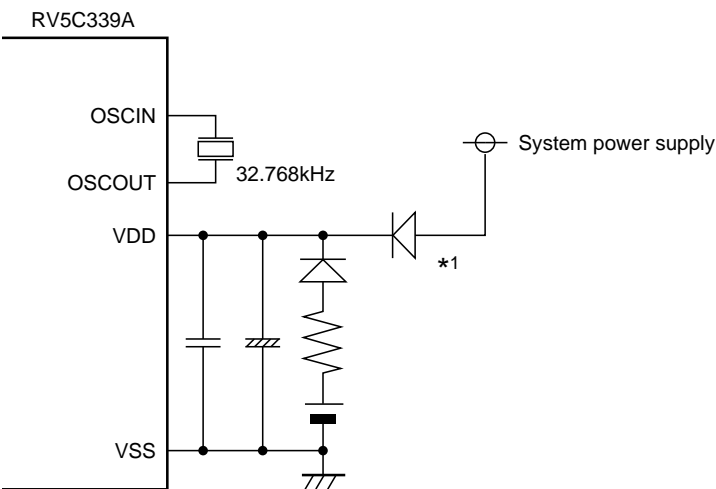 RV5C339A
OSCIN
System power supply
32.768kHz
OSCOUT
VDD
*1
VSS